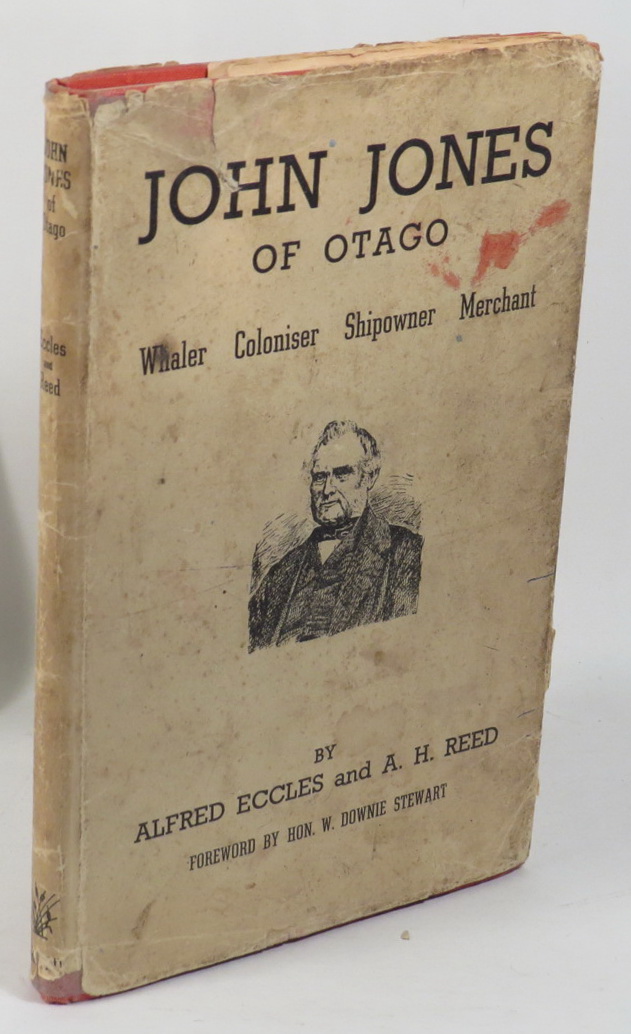 JOHN JONES
OF OTAGO
Whaler Coloniser Shipowner Merchant
BY
ALFRED ECCLES and A. H. REED
FOREWORD BY HON. W. DOWNIE STEWART
JOHN
JONES
of
Otago
Eccles
and
Reed